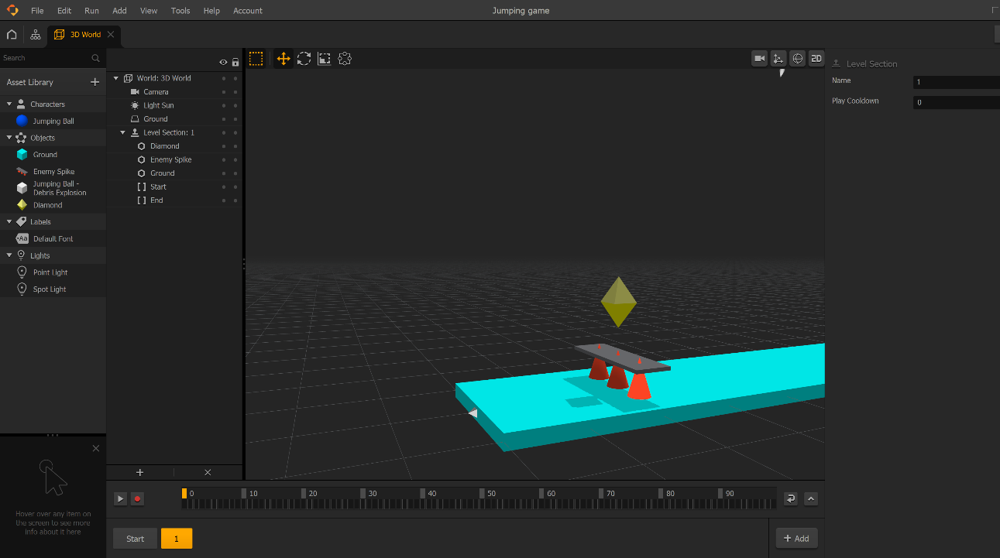 File Edit Run Add View Tools Help Account
Jumping game
3D World
Search
Asset Library
Characters
Jumping Ball
Objects
Ground
Enemy Spike
Jumping Ball -
Debris Explosion
Diamond
Labels
Aa
Default Font
Lights
Point Light
Spot Light
Hover over any item on
the screen to see more
info about it here
World: 3D World
Camera
Light Sun
Ground
Level Section: 1
Diamond
Enemy Spike
Ground
Start
End
2D
Level Section
Name 1
Play Cooldown 0
0 10 20 30 40 50 60 70 80 90
Start 1
Add